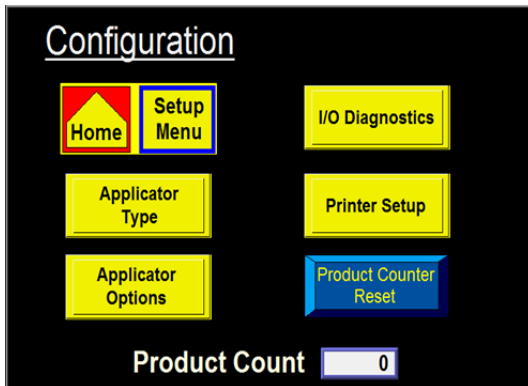 Configuration
Home
Setup
Menu
I/O Diagnostics
Applicator
Type
Printer Setup
Applicator
Options
Product Counter
Reset
Product Count 0